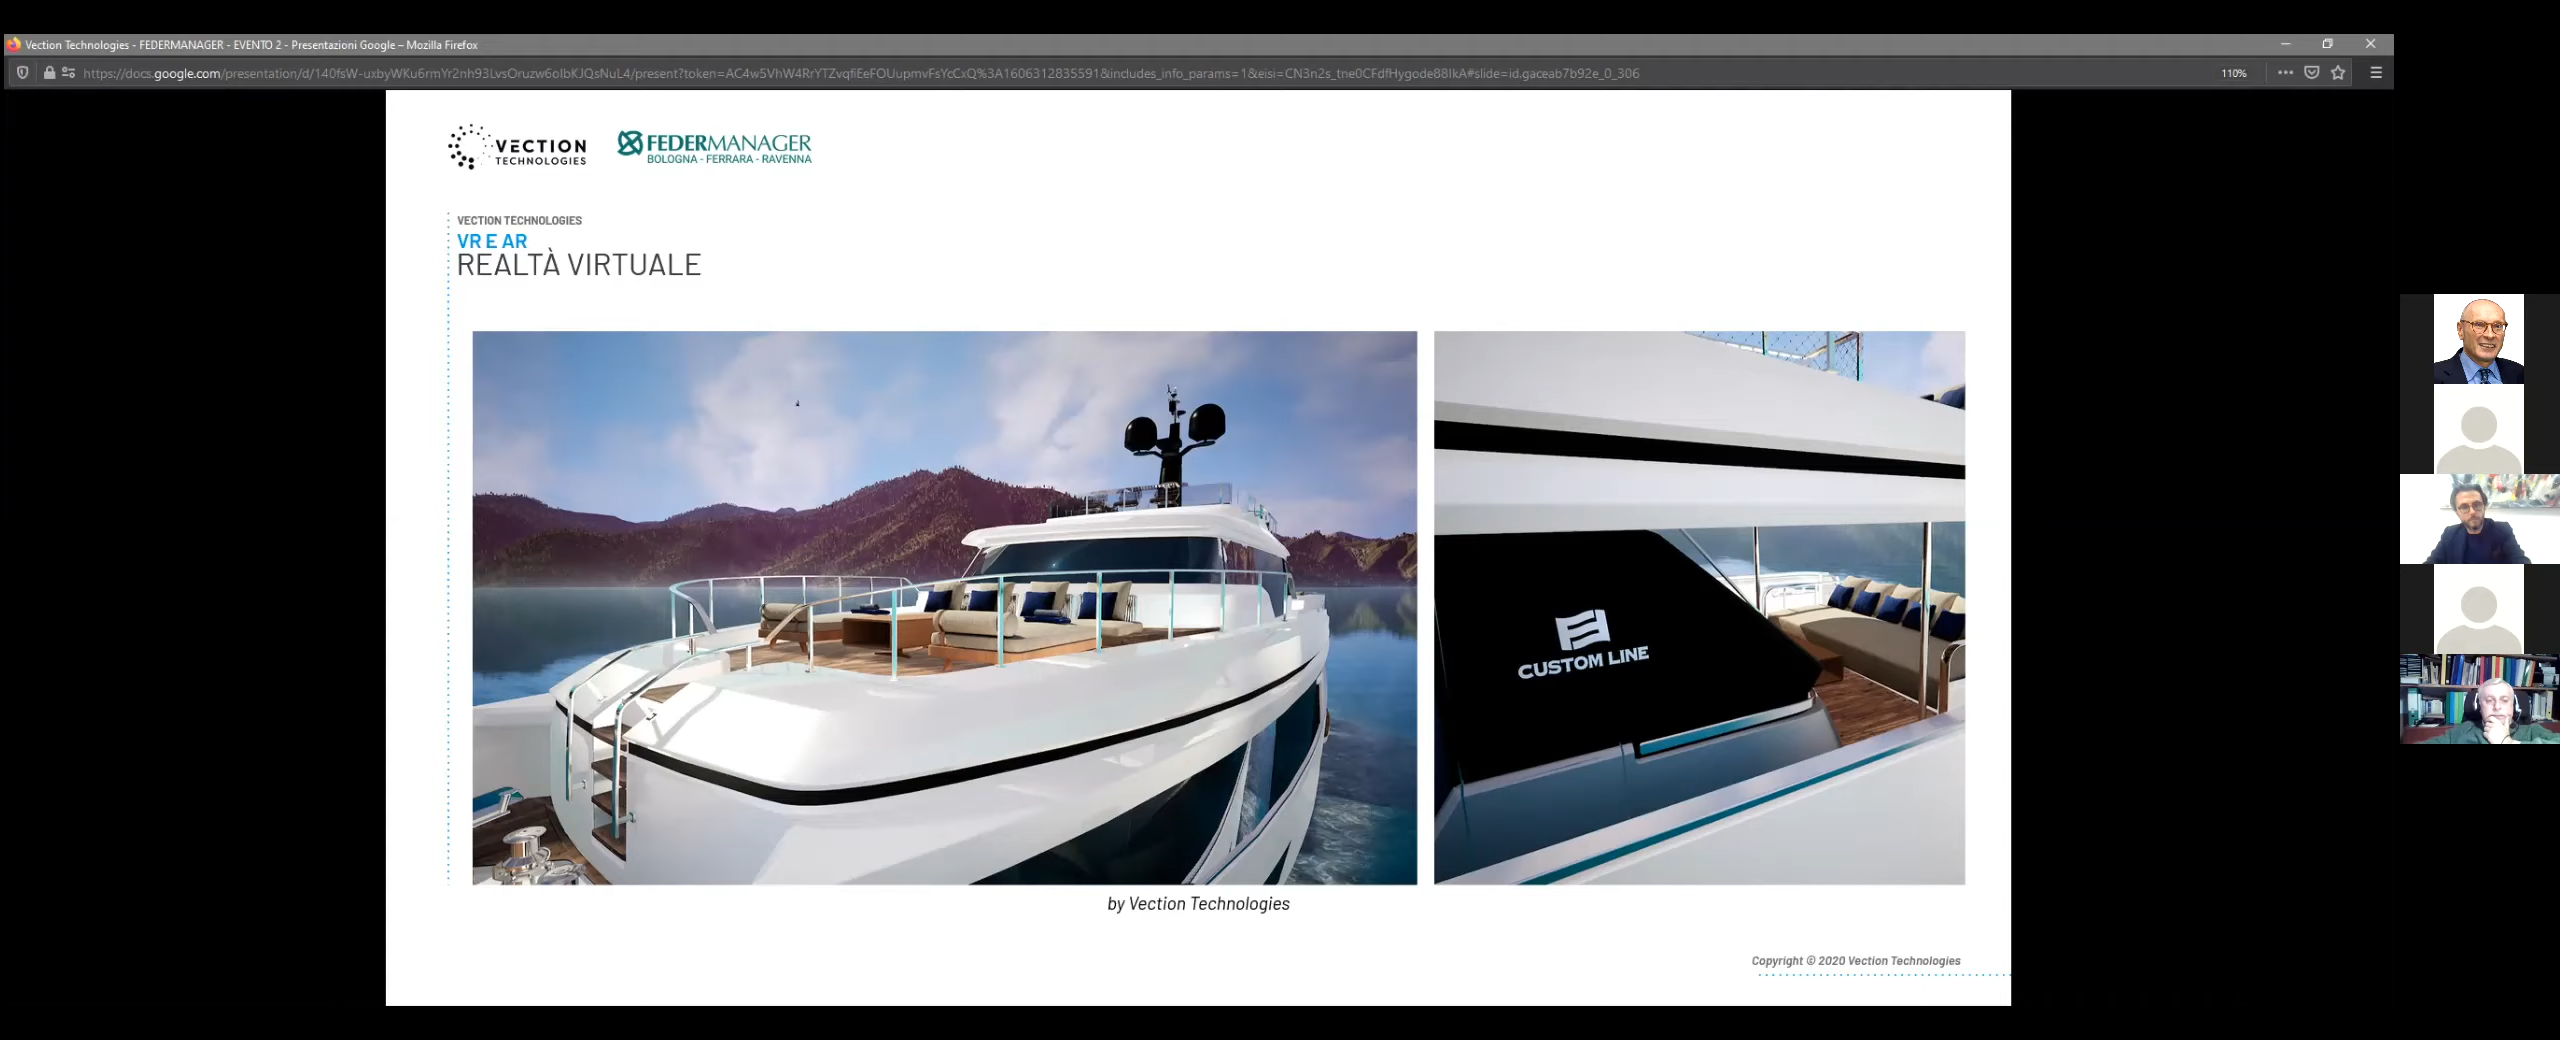 Vection Technologies - FEDERMANAGER - EVENTO 2 - Presentazioni Google – Mozilla Firefox
https://docs.google.com/presentation/d/140fsW-uxbyWKu6rmYr2nh93LvsOruzw6oIbKJQsNuL4/present?token=AC4w5VhW4RrYTZvqfiEeFOUupmvFsYcCxQ%3A1606312835591&includes_info_params=1&eisi=CN3n2s_tne0CFdfHygode88IkA#slide=id.gaceab7b92e_0_306
110%
VECTION
TECHNOLOGIES
FEDERMANAGER
BOLOGNA - FERRARA - RAVENNA
VECTION TECHNOLOGIES
VR E AR
REALTÀ VIRTUALE
CUSTOM LINE
by Vection Technologies
Copyright © 2020 Vection Technologies